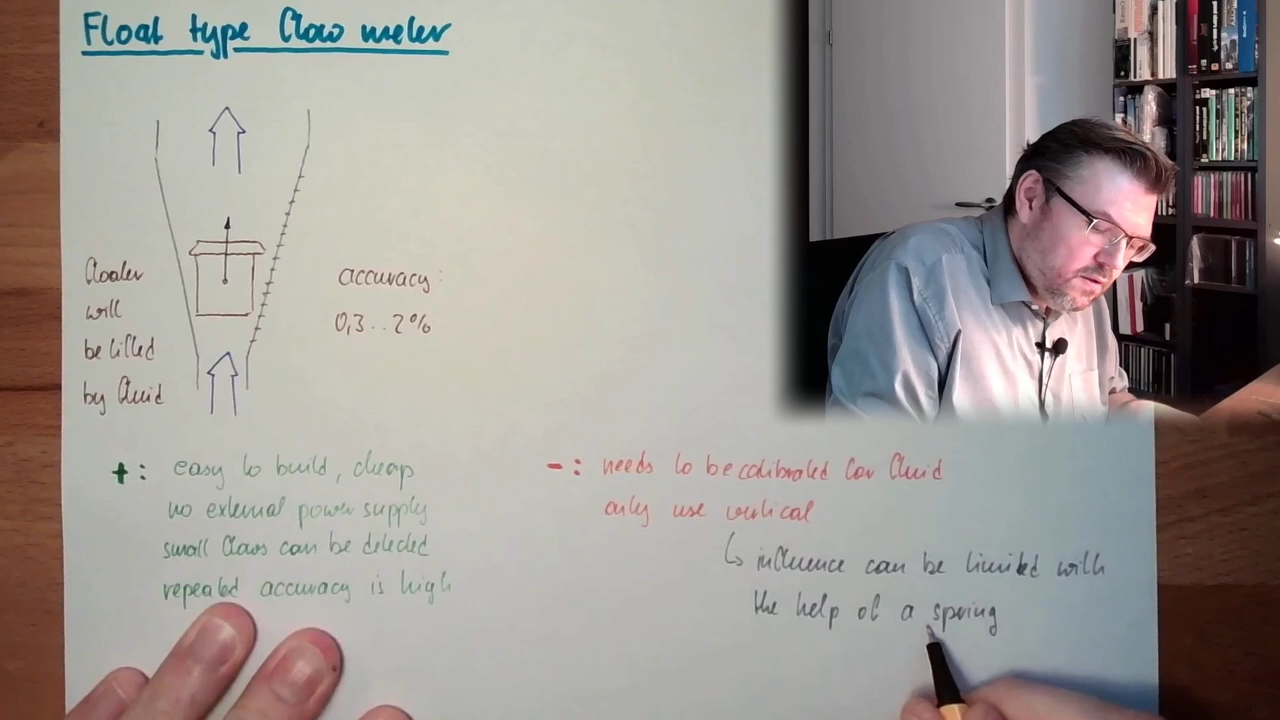 Float type flow meter
floater
will
be lifted
by fluid
accuracy:
0,3..2%
+: easy to build, cheap
no external power supply
small flows can be detected
repeated accuracy is high
-: needs to be calibrated for fluid
only use vertical
↳ influence can be limited with
the help of a spring